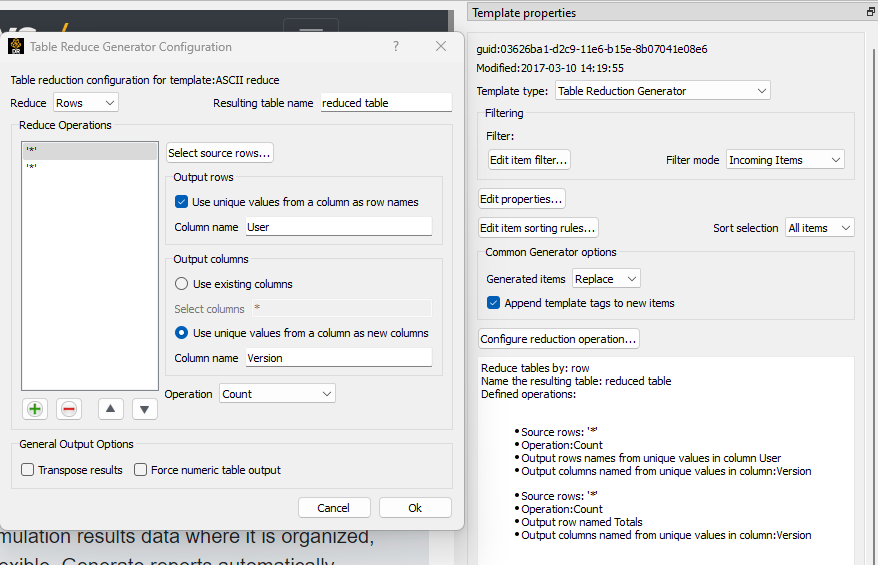 Table Reduce Generator Configuration
Table reduction configuration for template:ASCII reduce
Reduce Rows Resulting table name reduced table
Reduce Operations
'*'
'*'
Select source rows...
Output rows
Use unique values from a column as row names
Column name User
Output columns
Use existing columns
Select columns *
Use unique values from a column as new columns
Column name Version
Operation Count
General Output Options
Transpose results Force numeric table output
Cancel Ok
mulation results data where it is organized,
Template properties
guid:03626ba1-d2c9-11e6-b15e-8b07041e08e6
Modified:2017-03-10 14:19:55
Template type: Table Reduction Generator
Filtering
Filter:
Edit item filter... Filter mode Incoming Items
Edit properties...
Edit item sorting rules... Sort selection All items
Common Generator options
Generated items Replace
Append template tags to new items
Configure reduction operation...
Reduce tables by: row
Name the resulting table: reduced table
Defined operations:
• Source rows: '*'
• Operation:Count
• Output rows names from unique values in column User
• Output columns named from unique values in column:Version
• Source rows: '*'
• Operation:Count
• Output row named Totals
• Output columns named from unique values in column:Version